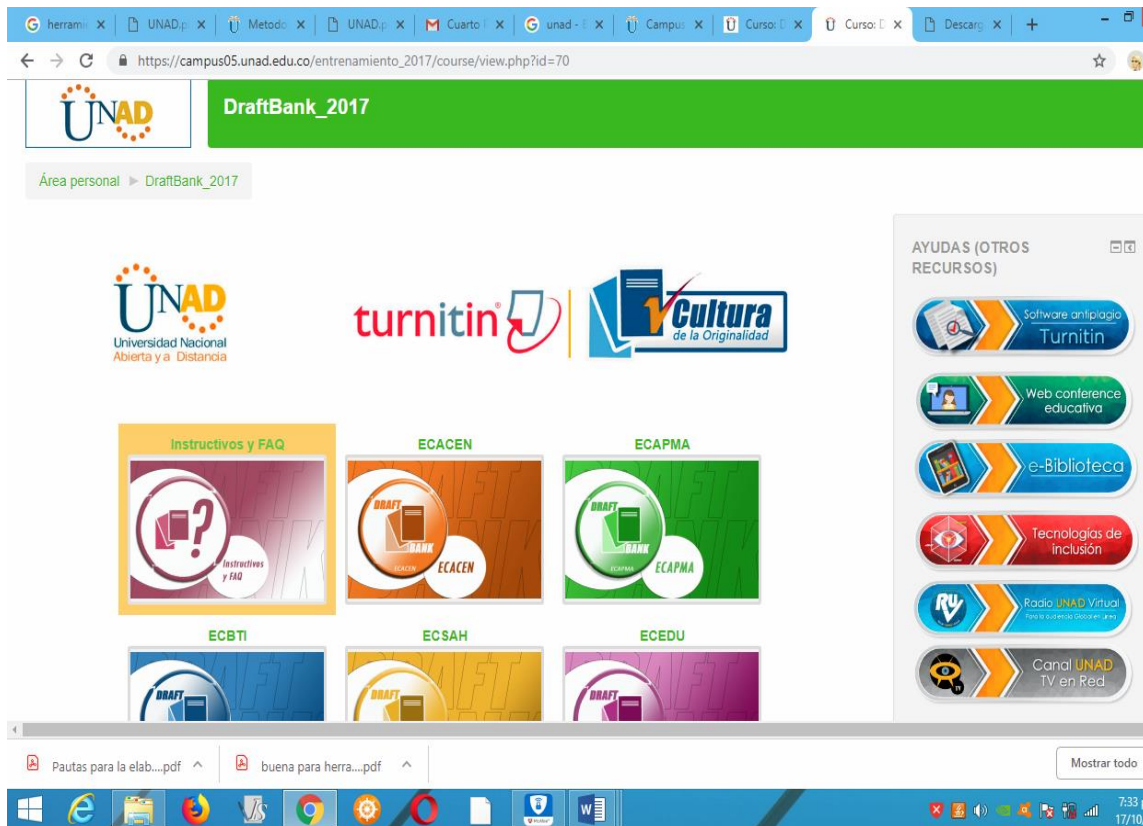 herrami
UNAD.p
Metodo
UNAD.p
Cuarto
unad - E
Campus
Curso: D
Curso: D
Descarg
https://campus05.unad.edu.co/entrenamiento_2017/course/view.php?id=70
UNAD
DraftBank_2017
Área personal ► DraftBank_2017
UNAD
Universidad Nacional
Abierta y a Distancia
turnitin
Cultura
de la Originalidad
AYUDAS (OTROS
RECURSOS)
Software antiplagio
Turnitin
Web conference
educativa
e-Biblioteca
Tecnologías de
inclusión
Radio UNAD Virtual
Canal UNAD
TV en Red
Instructivos y FAQ
ECACEN
ECAPMA
Instructivos
y FAQ
DRAFT
BANK
ECACEN
ECACEN
DRAFT
BANK
ECAPMA
ECAPMA
ECBTI
ECSAH
ECEDU
DRAFT
DRAFT
DRAFT
Pautas para la elab....pdf
buena para herra....pdf
Mostrar todo
7:33
17/10